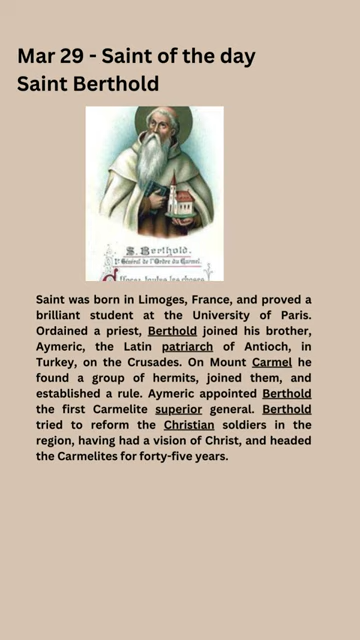 Mar 29 - Saint of the day
Saint Berthold
S. Berthold.
1er Général de l'Ordre du Carmel.
toutes les choses
Saint was born in Limoges, France, and proved a
brilliant student at the University of Paris.
Ordained a priest, Berthold joined his brother,
Aymeric, the Latin patriarch of Antioch, in
Turkey, on the Crusades. On Mount Carmel he
found a group of hermits, joined them, and
established a rule. Aymeric appointed Berthold
the first Carmelite superior general. Berthold
tried to reform the Christian soldiers in the
region, having had a vision of Christ, and headed
the Carmelites for forty-five years.